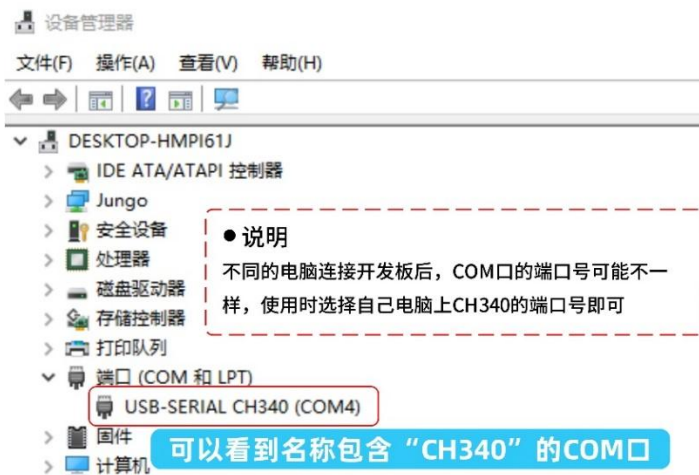 设备管理器
文件(F) 操作(A) 查看(V) 帮助(H)
DESKTOP-HMPI61J
IDE ATA/ATAPI 控制器
Jungo
安全设备
处理器
磁盘驱动器
存储控制器
打印队列
端口 (COM 和 LPT)
USB-SERIAL CH340 (COM4)
固件
计算机
●说明
不同的电脑连接开发板后，COM口的端口号可能不一
样，使用时选择自己电脑上CH340的端口号即可
可以看到名称包含“CH340”的COM口